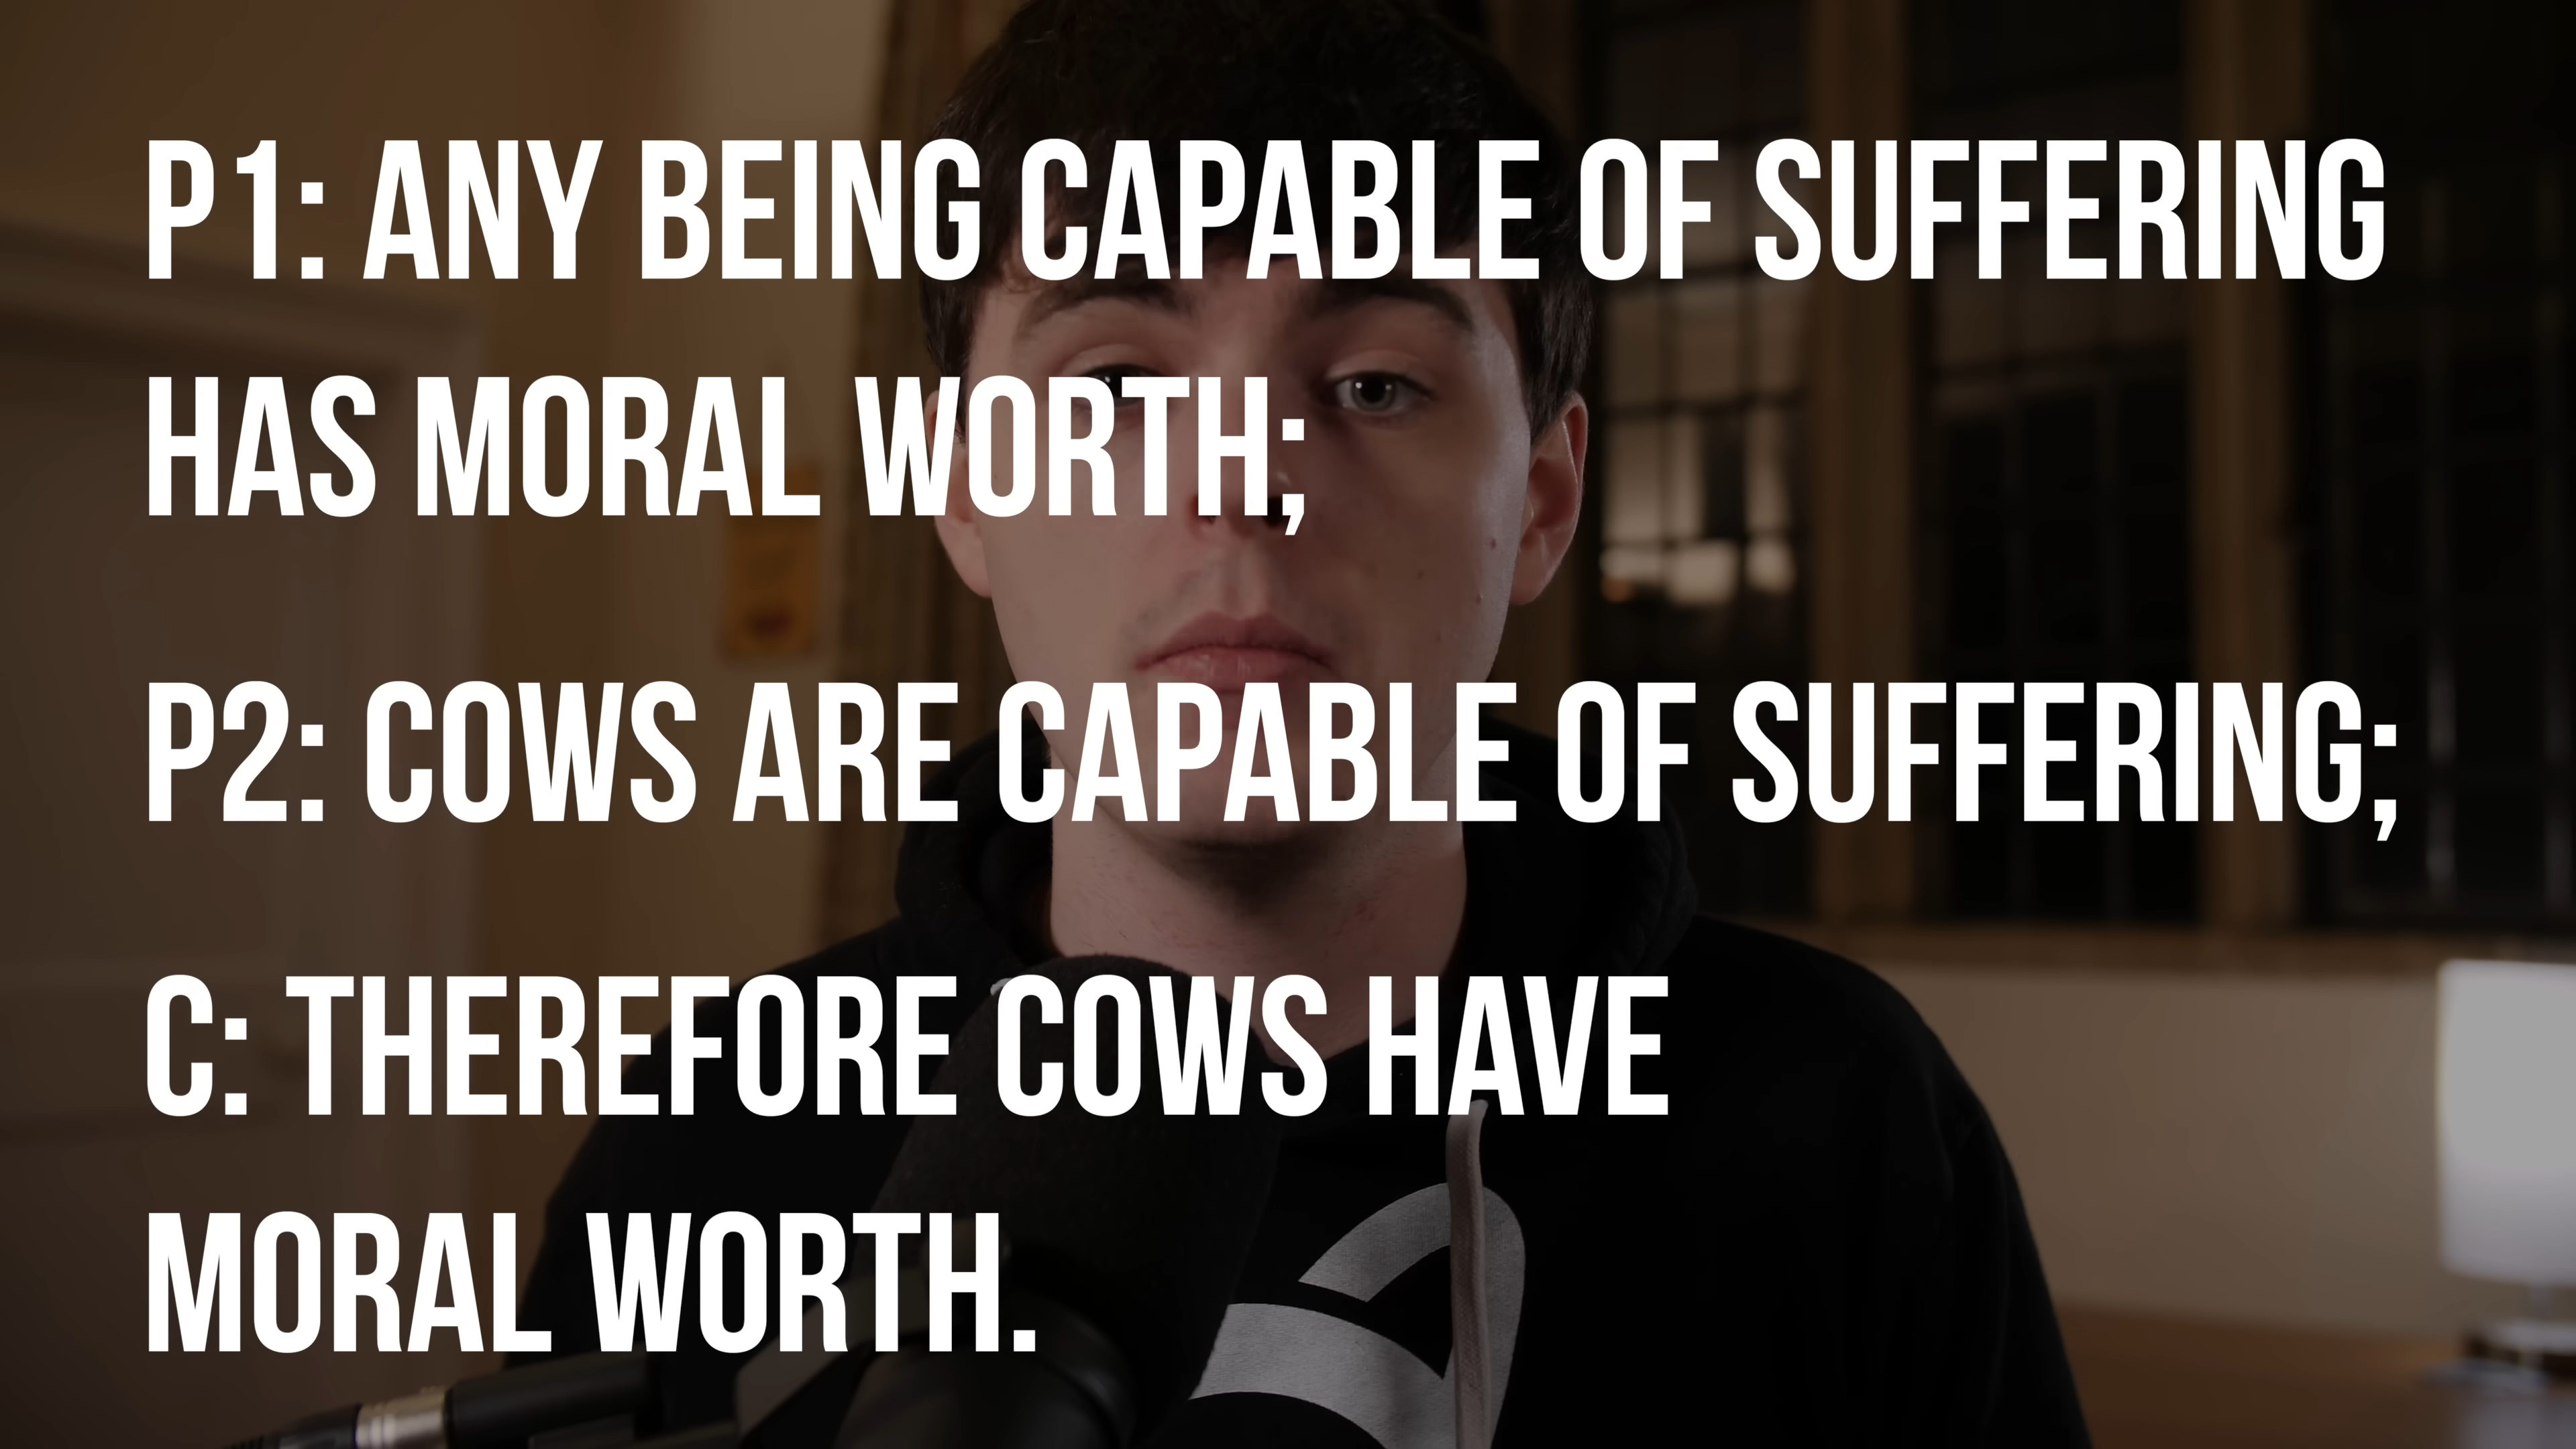 P1: ANY BEING CAPABLE OF SUFFERING
HAS MORAL WORTH;
P2: COWS ARE CAPABLE OF SUFFERING;
C: THEREFORE COWS HAVE
MORAL WORTH.